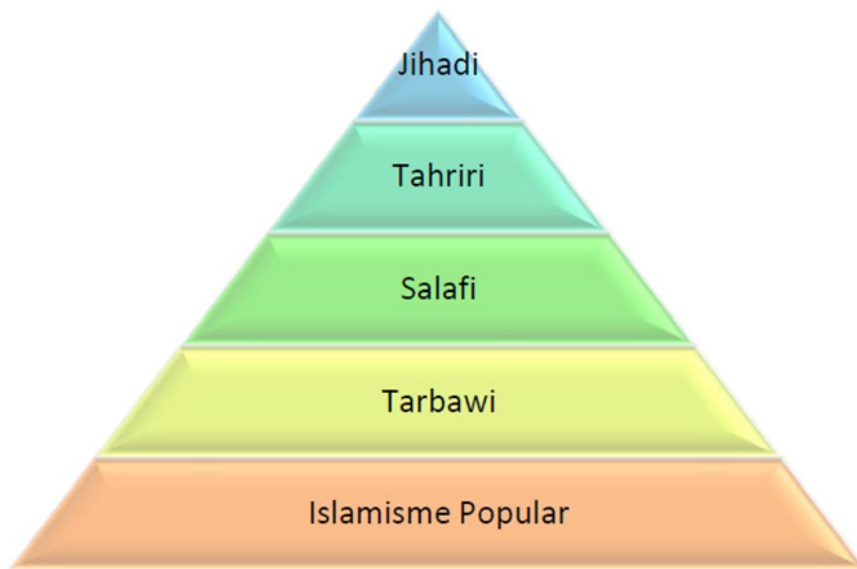 Jihadi
Tahriri
Salafi
Tarbawi
Islamisme Popular